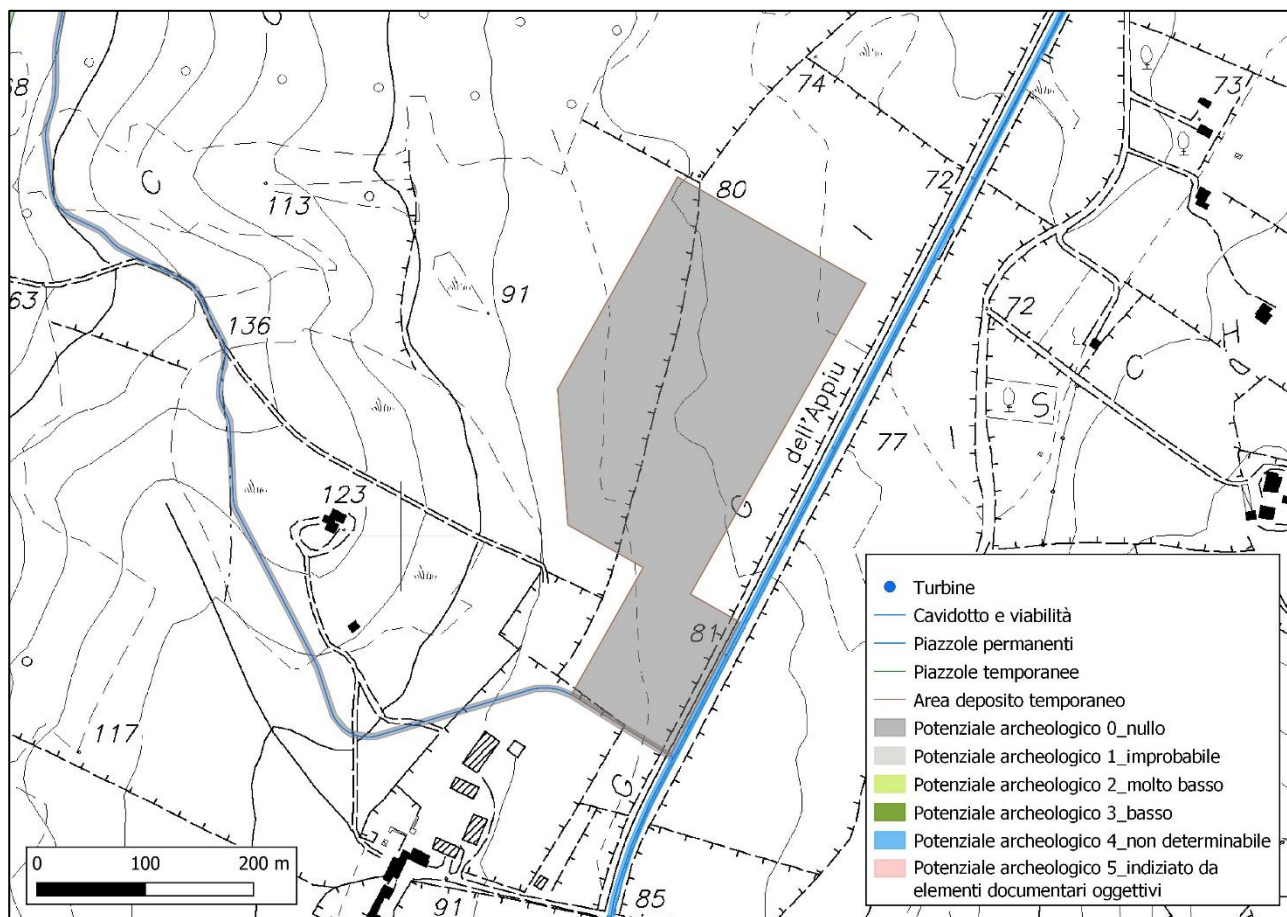 68
C
113
74
73
80
72
91
63
136
72
H
C
S
dell'Appiu
77
123
G
81
117
G
91
85
0 100 200 m
Turbine
Cavidotto e viabilità
Piazzole permanenti
Piazzole temporanee
Area deposito temporaneo
Potenziale archeologico 0_nullo
Potenziale archeologico 1_improbabile
Potenziale archeologico 2_molto basso
Potenziale archeologico 3_basso
Potenziale archeologico 4_non determinabile
Potenziale archeologico 5_indiziato da
elementi documentari oggettivi